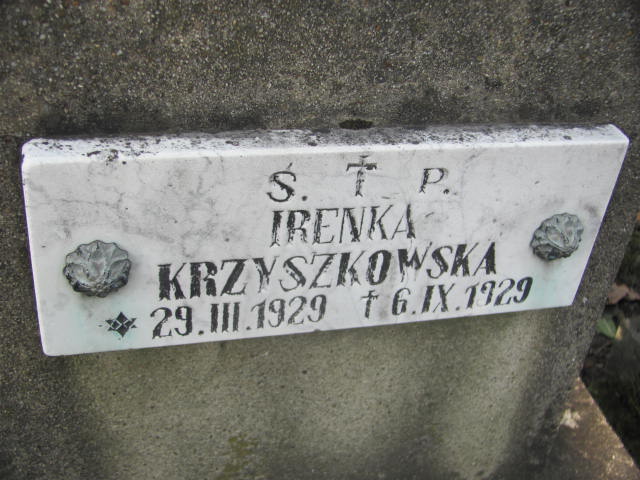 Ś. † P.
IRENKA
KRZYSZKOWSKA
29.III.1929 † 6.IX.1929